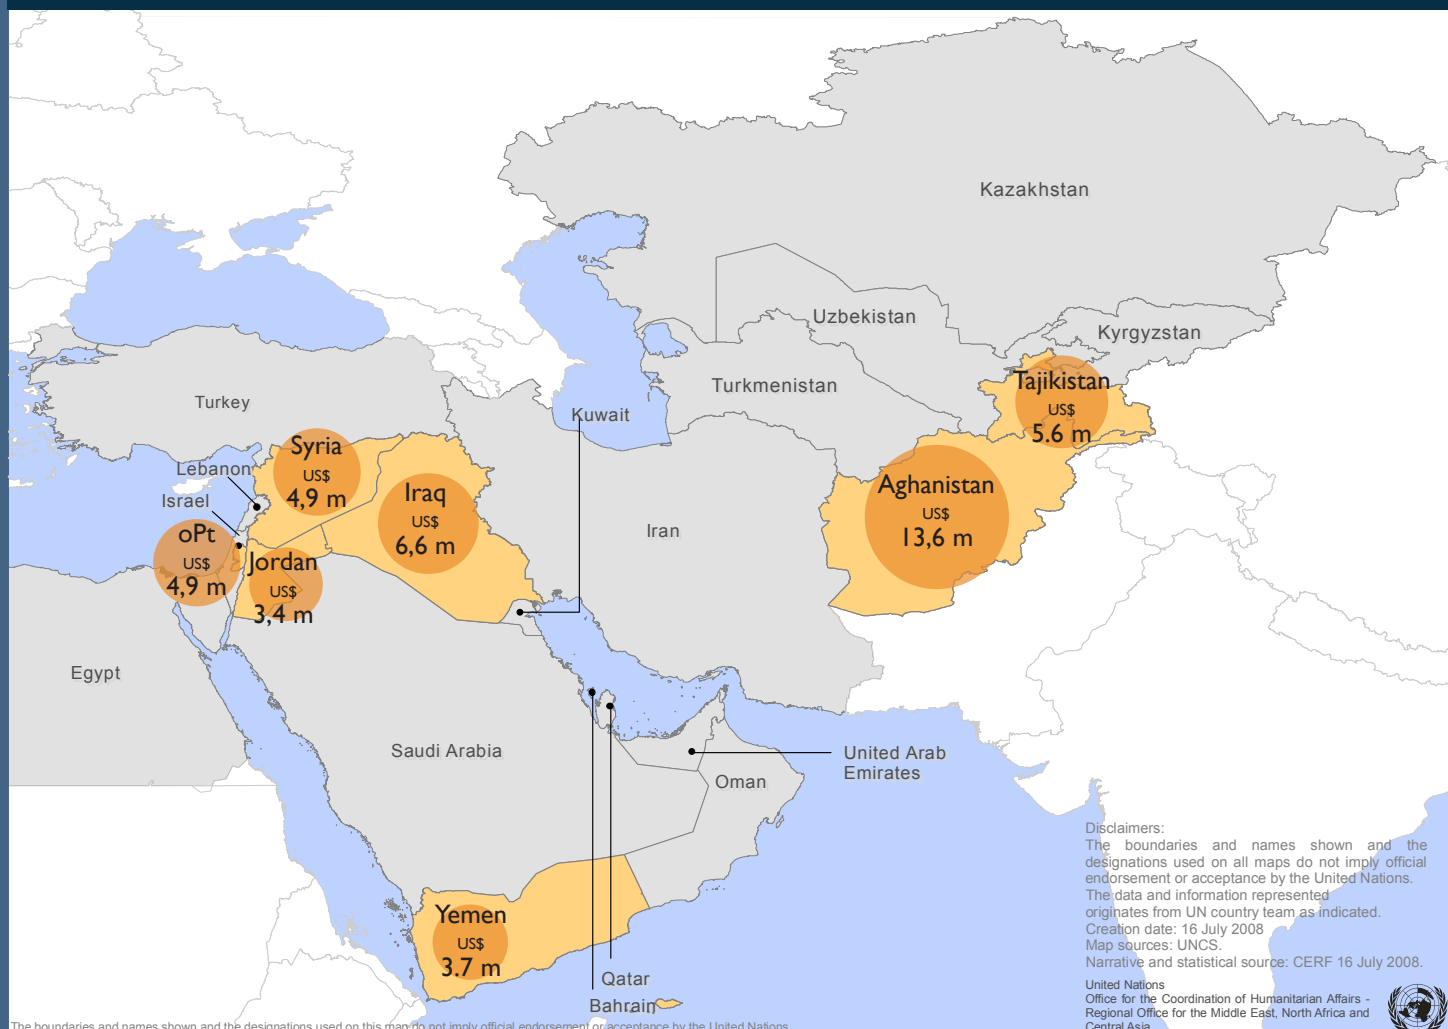 Kazakhstan
Uzbekistan
Kyrgyzstan
Tajikistan
US$
5.6 m
Turkmenistan
Turkey
Kuwait
Syria
US$
4,9 m
Lebanon
Israel
Iraq
US$
6,6 m
Aghanistan
US$
13,6 m
Iran
oPt
US$
4,9 m
Jordan
US$
3,4 m
Egypt
Saudi Arabia
United Arab
Emirates
Oman
Yemen
US$
3.7 m
Qatar
Bahrain
Disclaimers:
The boundaries and names shown and the
designations used on all maps do not imply official
endorsement or acceptance by the United Nations.
The data and information represented
originates from UN country team as indicated.
Creation date: 16 July 2008
Map sources: UNCS.
Narrative and statistical source: CERF 16 July 2008.
United Nations
Office for the Coordination of Humanitarian Affairs -
Regional Office for the Middle East, North Africa and
Central Asia
The boundaries and names shown and the designations used on this map do not imply official endorsement or acceptance by the United Nations